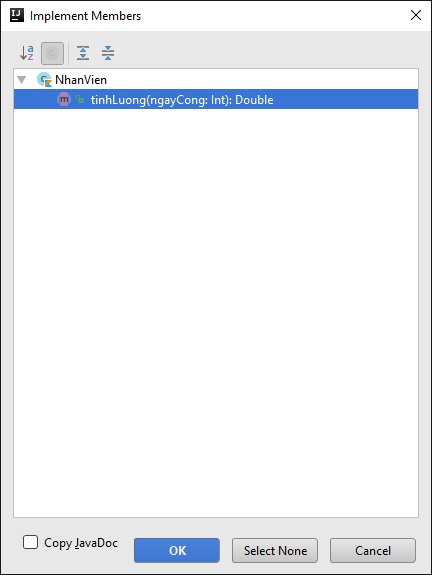 Implement Members
NhanVien
tinhLuong(ngayCong: Int): Double
Copy JavaDoc
OK
Select None
Cancel